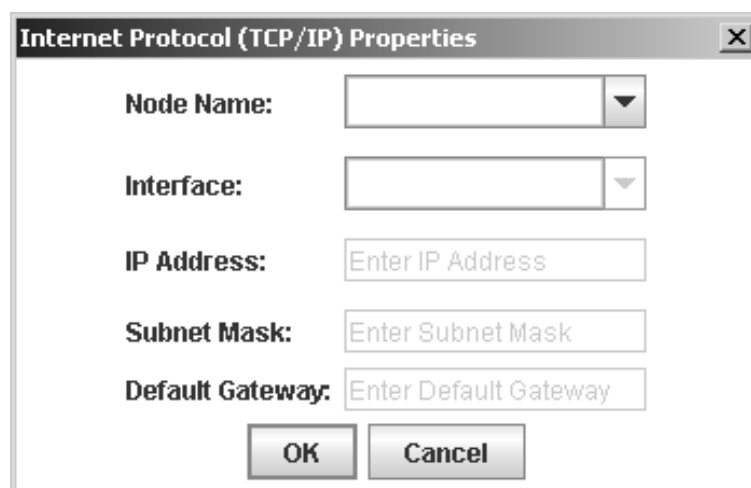 Internet Protocol (TCP/IP) Properties
Node Name:
Interface:
IP Address: Enter IP Address
Subnet Mask: Enter Subnet Mask
Default Gateway: Enter Default Gateway
OK Cancel